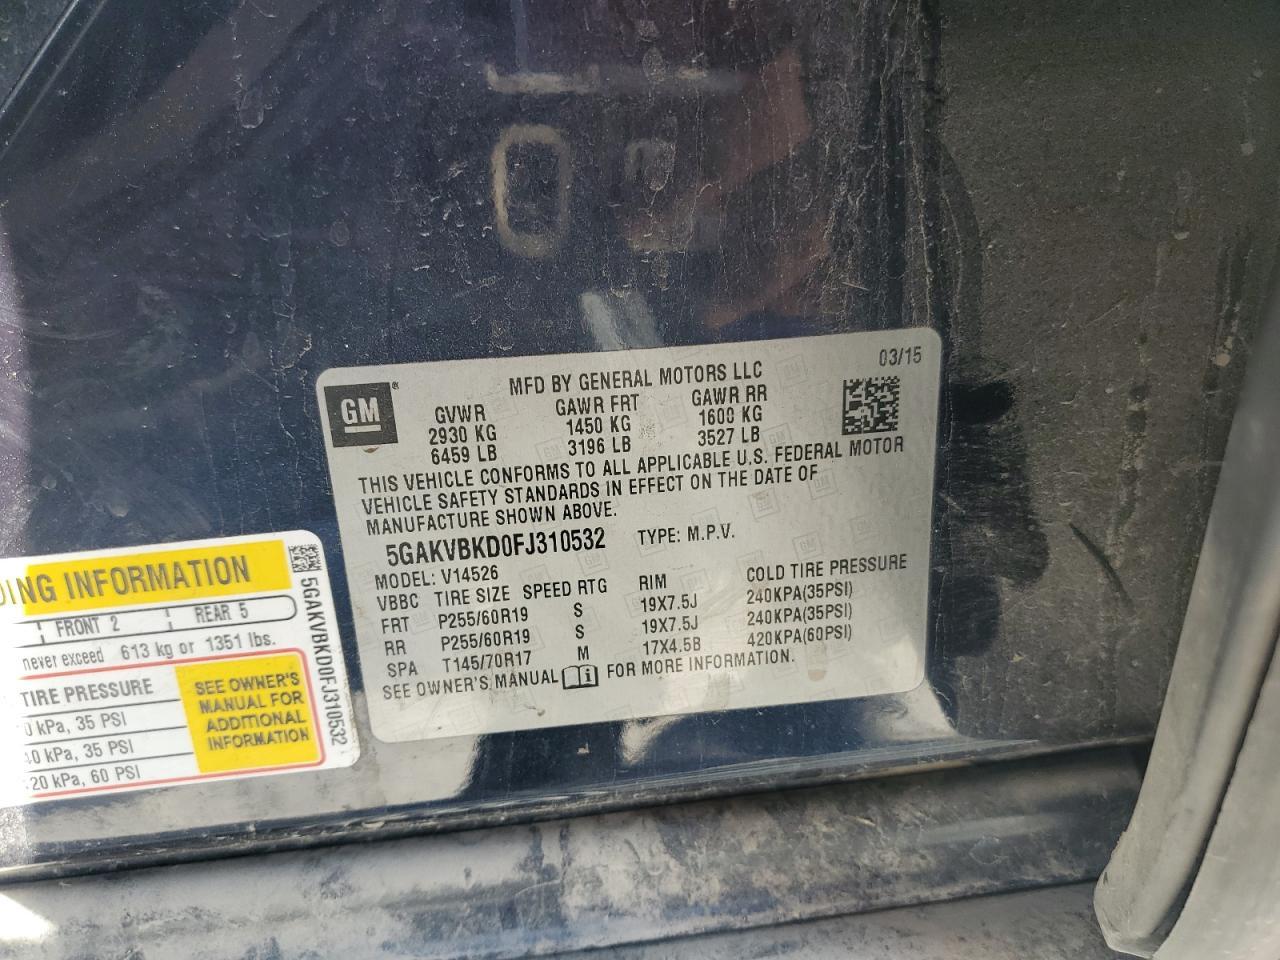 03/15
GM ®
MFD BY GENERAL MOTORS LLC
GVWR GAWR FRT GAWR RR
2930 KG 1450 KG 1600 KG
6459 LB 3196 LB 3527 LB
THIS VEHICLE CONFORMS TO ALL APPLICABLE U.S. FEDERAL MOTOR
VEHICLE SAFETY STANDARDS IN EFFECT ON THE DATE OF
MANUFACTURE SHOWN ABOVE.
5GAKVBKD0FJ310532 TYPE: M.P.V.
MODEL: V14526
VBBC TIRE SIZE SPEED RTG RIM COLD TIRE PRESSURE
FRT P255/60R19 S 19X7.5J 240KPA(35PSI)
RR P255/60R19 S 19X7.5J 240KPA(35PSI)
SPA T145/70R17 M 17X4.5B 420KPA(60PSI)
SEE OWNER'S MANUAL FOR MORE INFORMATION.
DING INFORMATION
FRONT 2 REAR 5
never exceed 613 kg or 1351 lbs.
TIRE PRESSURE
0 kPa, 35 PSI
40 kPa, 35 PSI
20 kPa, 60 PSI
SEE OWNER'S
MANUAL FOR
ADDITIONAL
INFORMATION
5GAKVBKD0FJ310532